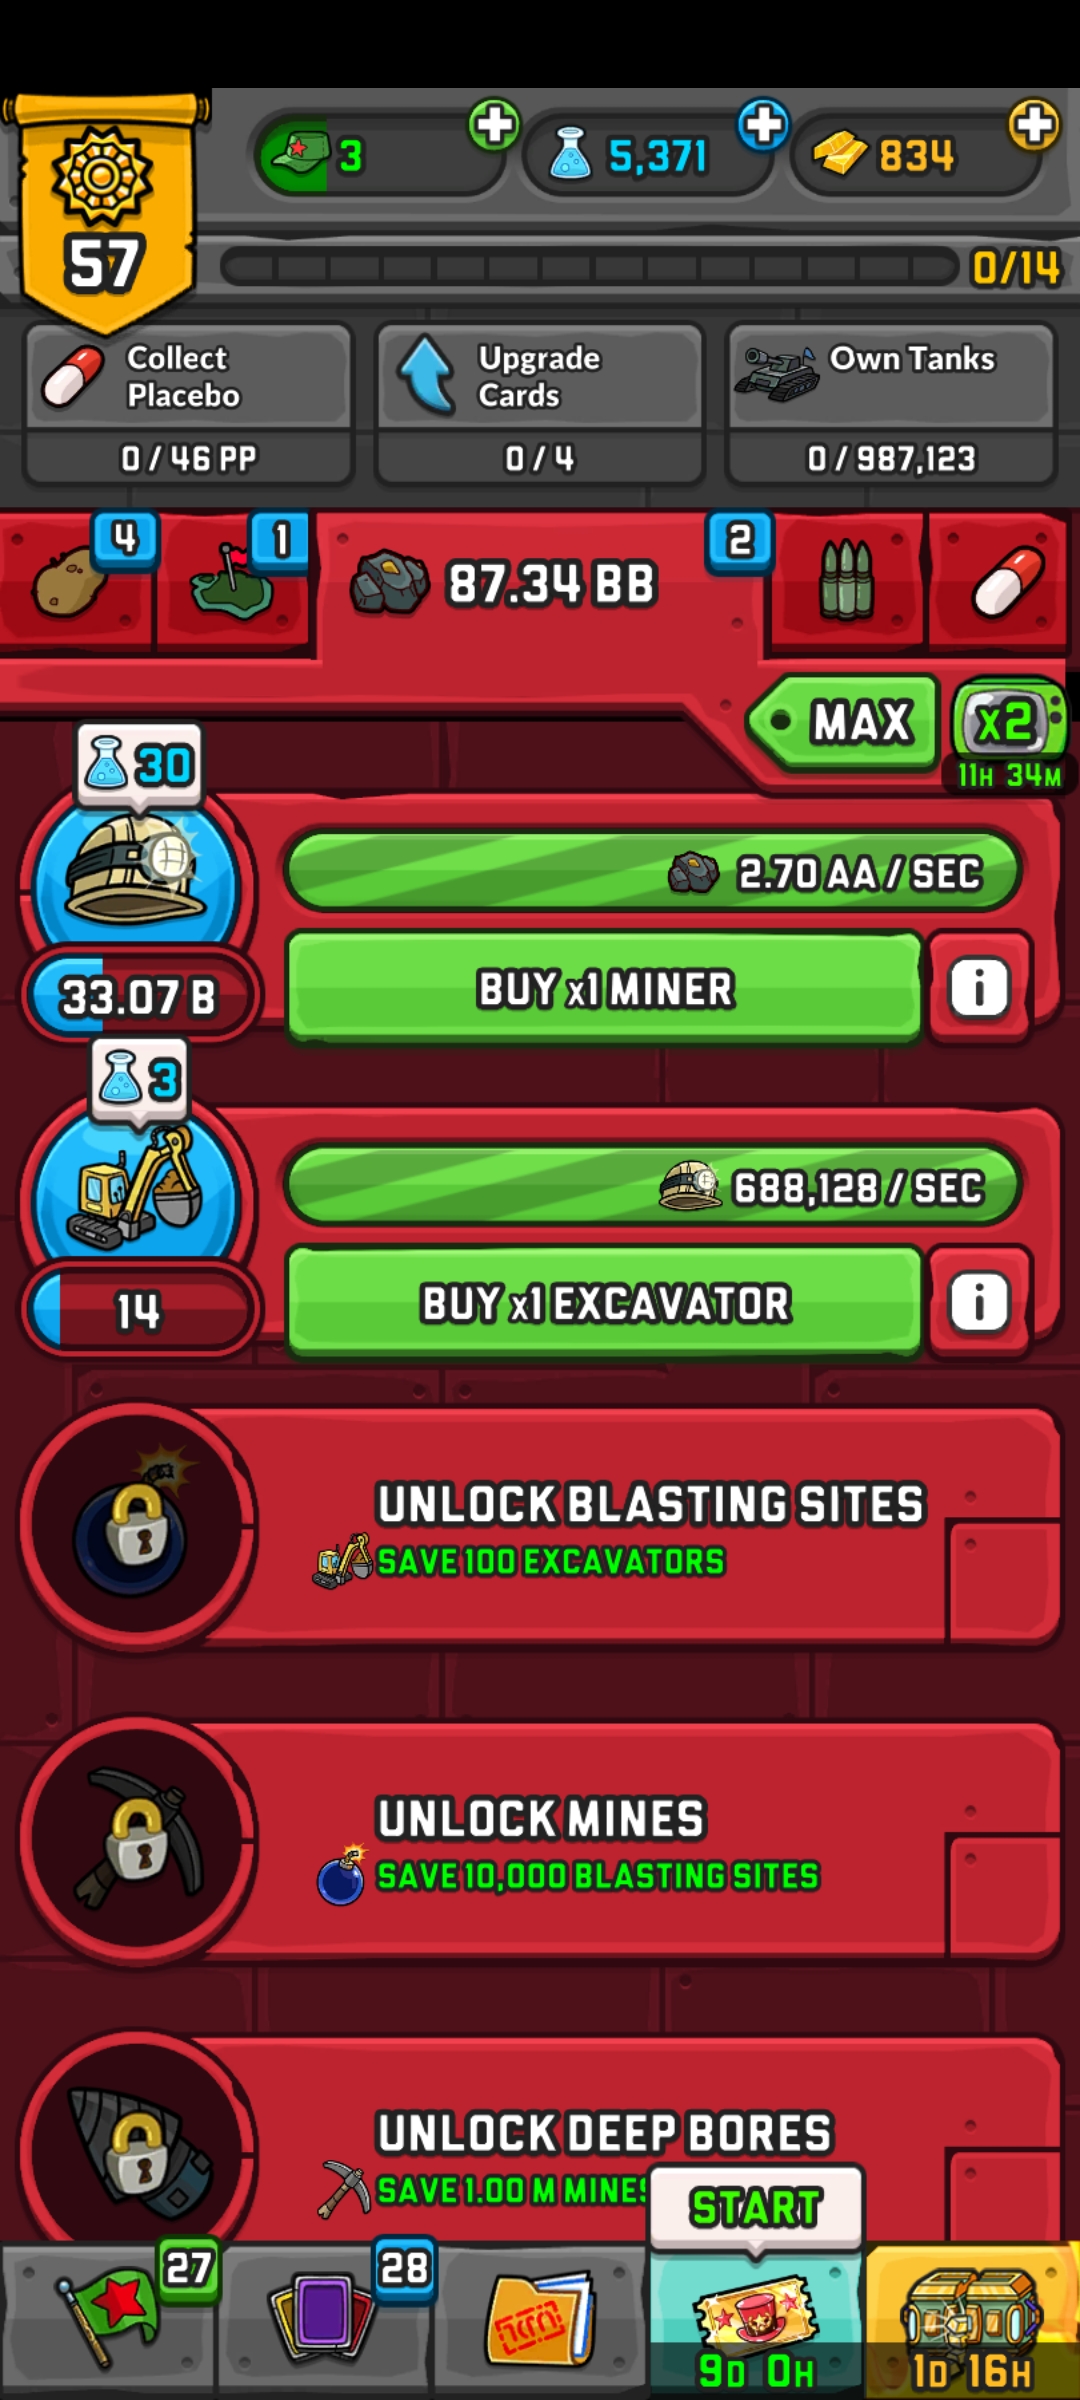 3
5,371
834
57
0/14
Collect
Placebo
0 / 46 PP
Upgrade
Cards
0 / 4
Own Tanks
0 / 987,123
4
1
87.34 BB
2
MAX
x2
11H 34M
30
2.70 AA / SEC
33.07 B
BUY x1 MINER
i
3
688,128 / SEC
14
BUY x1 EXCAVATOR
i
UNLOCK BLASTING SITES
SAVE 100 EXCAVATORS
UNLOCK MINES
SAVE 10,000 BLASTING SITES
UNLOCK DEEP BORES
SAVE 1.00 M MINES
START
27
28
9D 0H
1D 16H